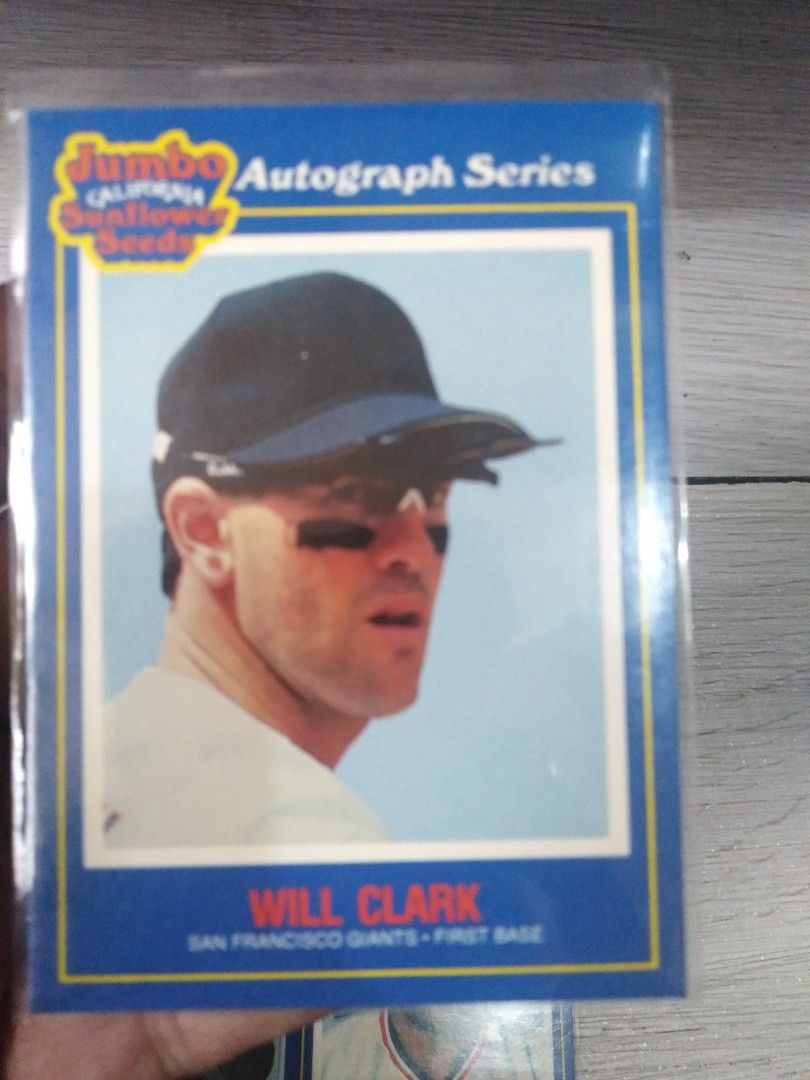 Jumbo
CALIFORNIA
Sunflower
Seeds
Autograph Series
WILL CLARK
SAN FRANCISCO GIANTS • FIRST BASE